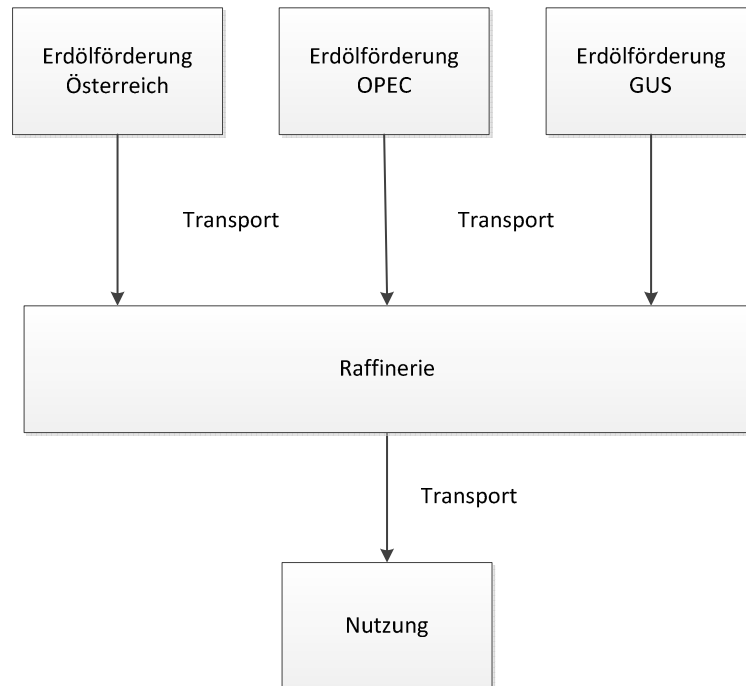 Erdölförderung
Österreich
Erdölförderung
OPEC
Erdölförderung
GUS
Transport
Transport
Raffinerie
Transport
Nutzung